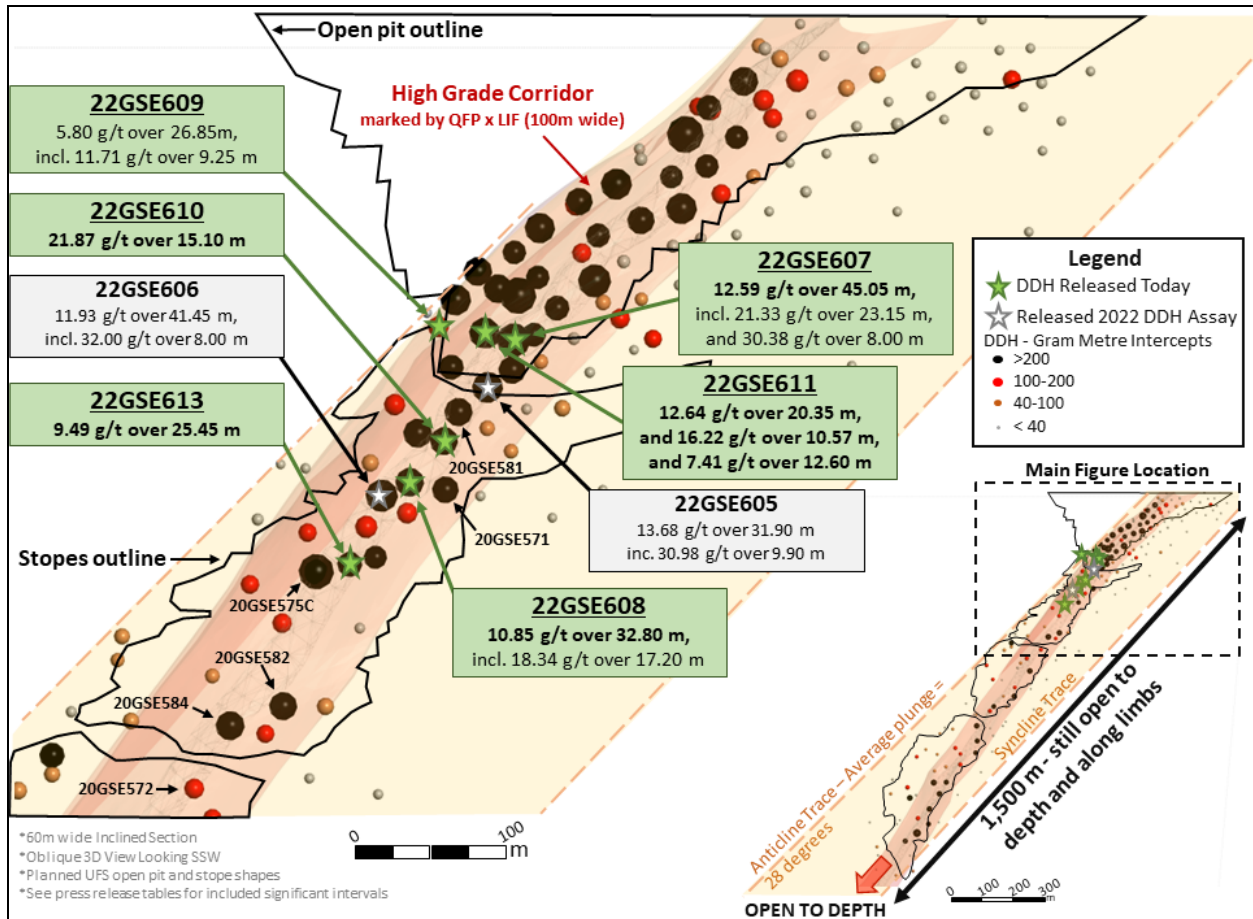 Open pit outline
High Grade Corridor
marked by QFP x LIF (100m wide)
22GSE609
5.80 g/t over 26.85m,
incl. 11.71 g/t over 9.25 m
22GSE610
21.87 g/t over 15.10 m
22GSE606
11.93 g/t over 41.45 m,
incl. 32.00 g/t over 8.00 m
22GSE613
9.49 g/t over 25.45 m
22GSE607
12.59 g/t over 45.05 m,
incl. 21.33 g/t over 23.15 m,
and 30.38 g/t over 8.00 m
22GSE611
12.64 g/t over 20.35 m,
and 16.22 g/t over 10.57 m,
and 7.41 g/t over 12.60 m
22GSE605
13.68 g/t over 31.90 m
inc. 30.98 g/t over 9.90 m
22GSE608
10.85 g/t over 32.80 m,
incl. 18.34 g/t over 17.20 m
20GSE581
20GSE571
Stopes outline
20GSE575C
20GSE582
20GSE584
20GSE572
0 100
m
*60m wide Inclined Section
*Oblique 3D View Looking SSW
*Planned UFS open pit and stope shapes
*See press release tables for included significant intervals
Legend
DDH Released Today
Released 2022 DDH Assay
DDH - Gram Metre Intercepts
>200
100-200
40-100
< 40
Main Figure Location
Anticline Trace – Average plunge =
28 degrees
Syncline Trace
1,500 m - still open to
depth and along limbs
OPEN TO DEPTH
0 100 200 300
m